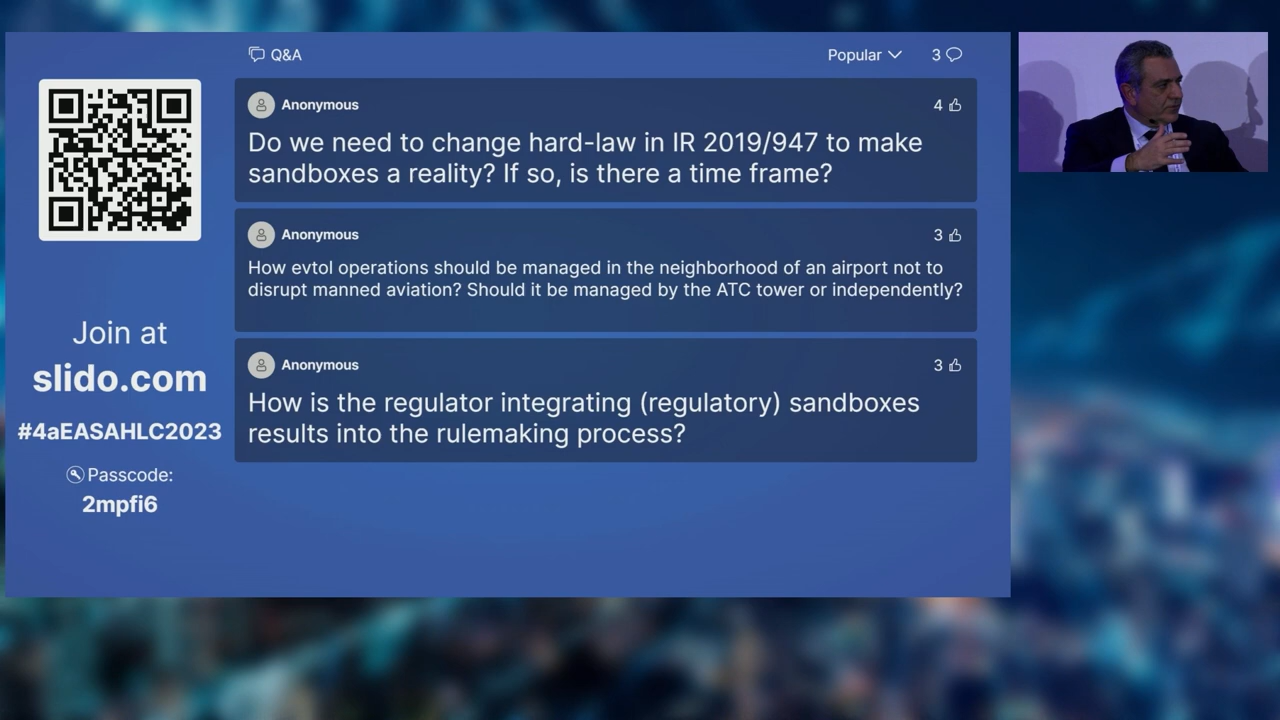 Q&A
Popular
3
Anonymous
4
Do we need to change hard-law in IR 2019/947 to make
sandboxes a reality? If so, is there a time frame?
Anonymous
3
How evtol operations should be managed in the neighborhood of an airport not to
disrupt manned aviation? Should it be managed by the ATC tower or independently?
Anonymous
3
How is the regulator integrating (regulatory) sandboxes
results into the rulemaking process?
Join at
slido.com
#4aEASAHLC2023
Passcode:
2mpfi6